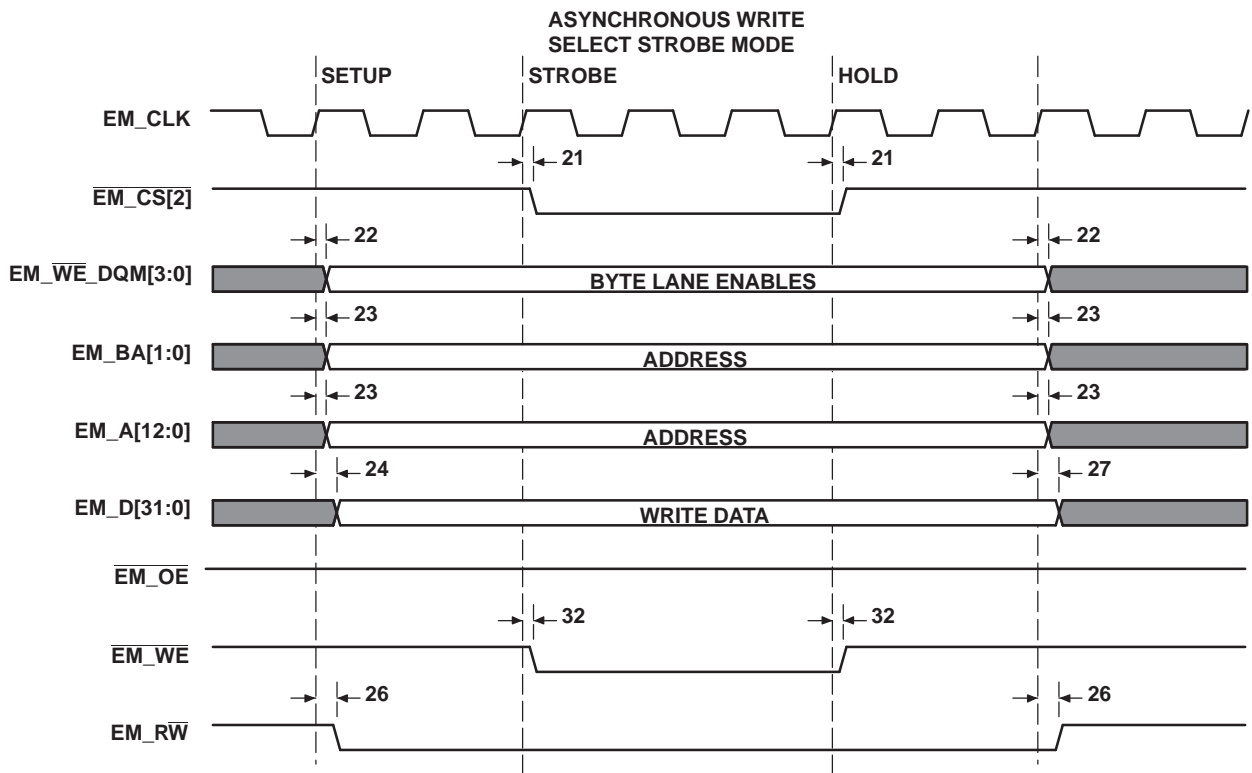 ASYNCHRONOUS WRITE
SELECT STROBE MODE
SETUP STROBE HOLD
EM_CLK
21 21
EM_CS[2]
22 22
EM_WE_DQM[3:0] BYTE LANE ENABLES
23 23
EM_BA[1:0] ADDRESS
23 23
EM_A[12:0] ADDRESS
24 27
EM_D[31:0] WRITE DATA
EM_OE
32 32
EM_WE
26 26
EM_RW